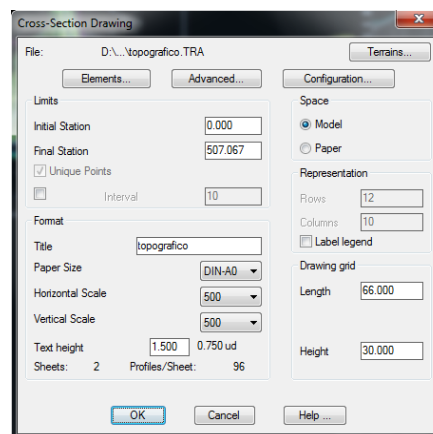 Cross-Section Drawing
File: D:\...\topografico.TRA Terrains...
Elements... Advanced... Configuration...
Limits
Initial Station 0.000
Final Station 507.067
Unique Points
Interval 10
Space
Model
Paper
Representation
Rows 12
Columns 10
Label legend
Format
Title topografico
Paper Size DIN-A0
Horizontal Scale 500
Vertical Scale 500
Text height 1.500 0.750 ud
Sheets: 2 Profiles/Sheet: 96
Drawing grid
Length 66.000
Height 30.000
OK Cancel Help ...